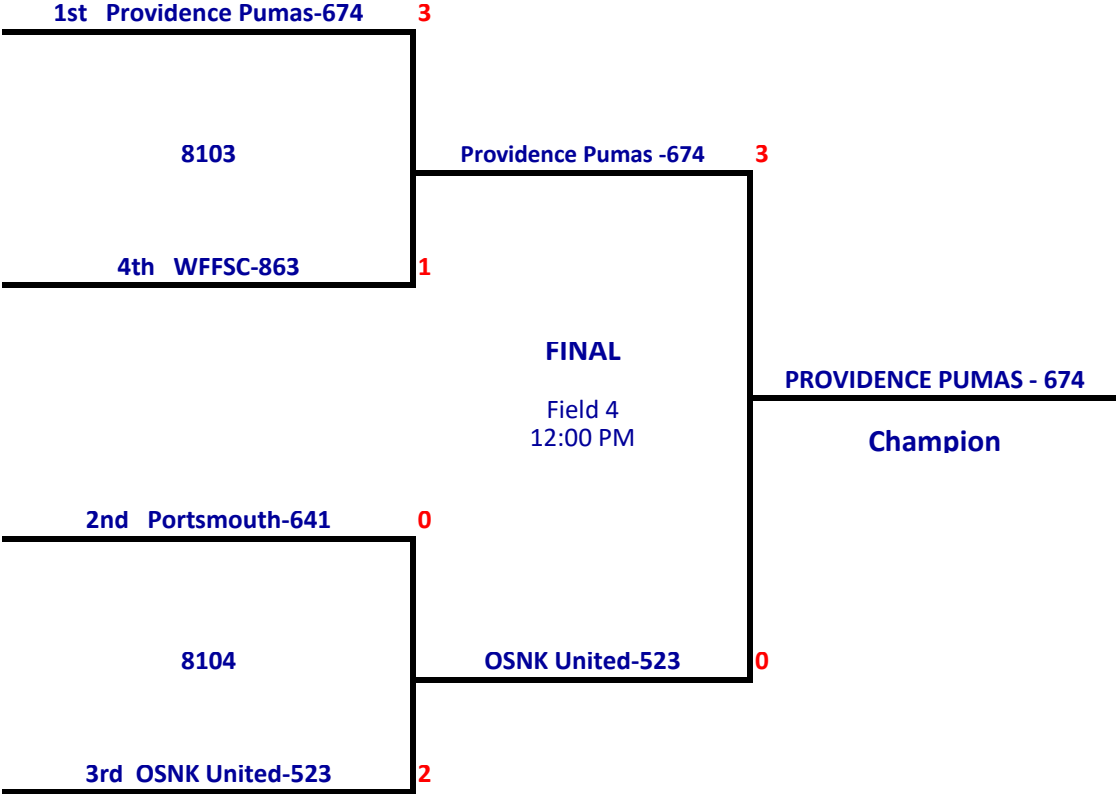 1st Providence Pumas-674 3
8103
Providence Pumas -674 3
4th WFFSC-863 1
FINAL
PROVIDENCE PUMAS - 674
Field 4
12:00 PM
Champion
2nd Portsmouth-641 0
8104
OSNK United-523 0
3rd OSNK United-523 2